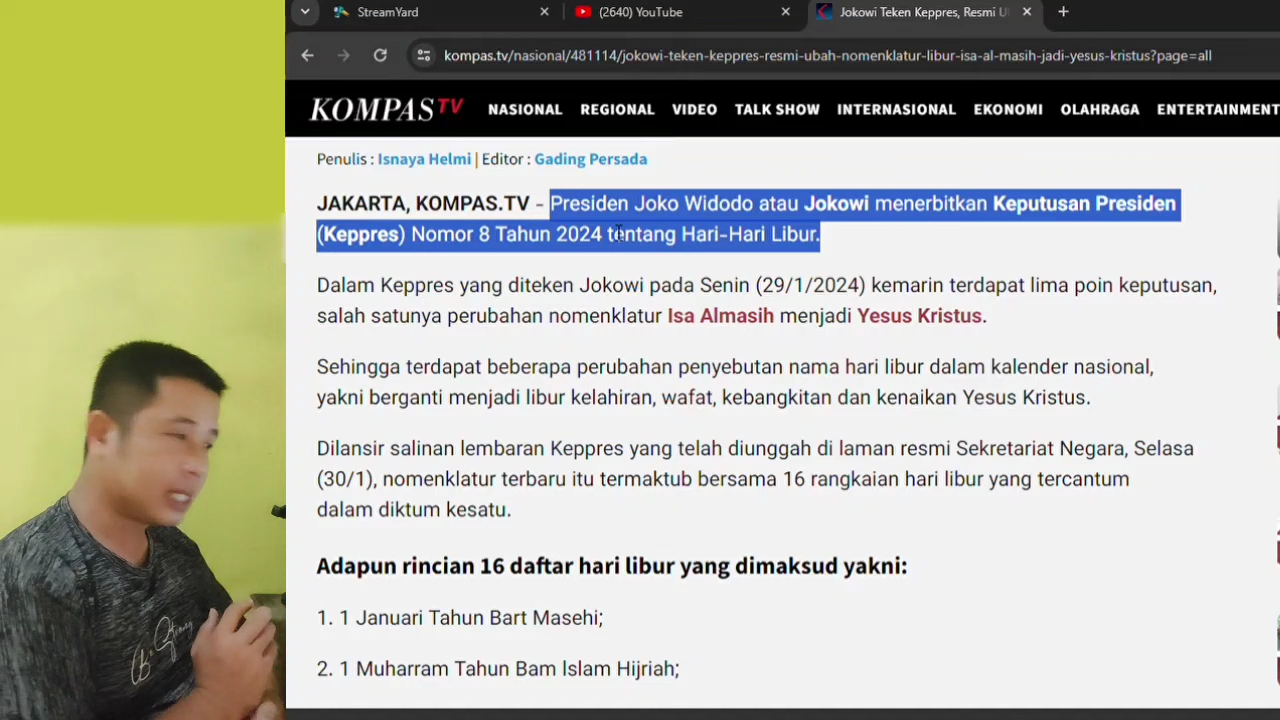 StreamYard
(2640) YouTube
Jokowi Teken Keppres, Resmi
kompas.tv/nasional/481114/jokowi-teken-keppres-resmi-ubah-nomenklatur-libur-isa-al-masih-jadi-yesus-kristus?page=all
KOMPASTV NASIONAL REGIONAL VIDEO TALK SHOW INTERNASIONAL EKONOMI OLAHRAGA ENTERTAINMENT
Penulis : Isnaya Helmi | Editor : Gading Persada
JAKARTA, KOMPAS.TV - Presiden Joko Widodo atau Jokowi menerbitkan Keputusan Presiden
(Keppres) Nomor 8 Tahun 2024 tentang Hari-Hari Libur.
Dalam Keppres yang diteken Jokowi pada Senin (29/1/2024) kemarin terdapat lima poin keputusan,
salah satunya perubahan nomenklatur Isa Almasih menjadi Yesus Kristus.
Sehingga terdapat beberapa perubahan penyebutan nama hari libur dalam kalender nasional,
yakni berganti menjadi libur kelahiran, wafat, kebangkitan dan kenaikan Yesus Kristus.
Dilansir salinan lembaran Keppres yang telah diunggah di laman resmi Sekretariat Negara, Selasa
(30/1), nomenklatur terbaru itu termaktub bersama 16 rangkaian hari libur yang tercantum
dalam diktum kesatu.
Adapun rincian 16 daftar hari libur yang dimaksud yakni:
1. 1 Januari Tahun Bart Masehi;
2. 1 Muharram Tahun Bam lslam Hijriah;